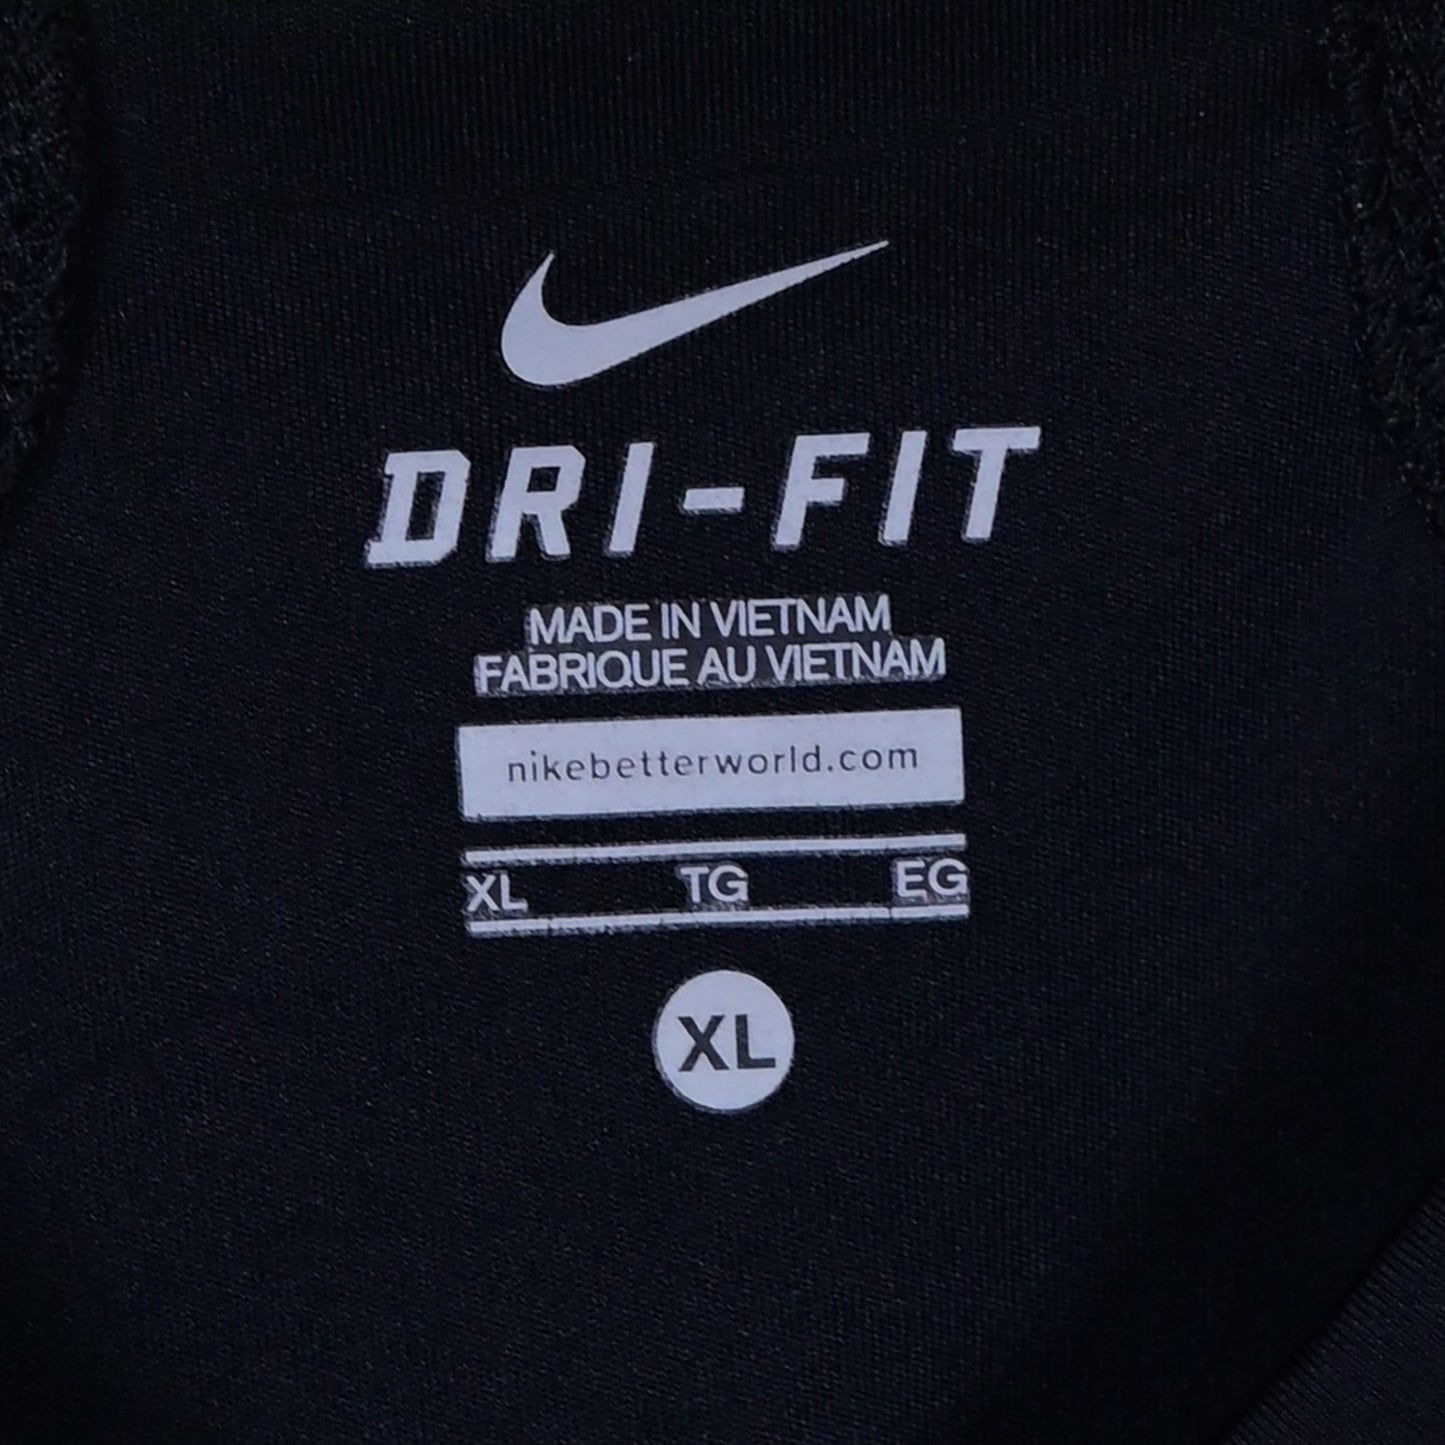 DRI-FIT
MADE IN VIETNAM
FABRIQUE AU VIETNAM
nikebetterworld.com
XL TG EG
XL